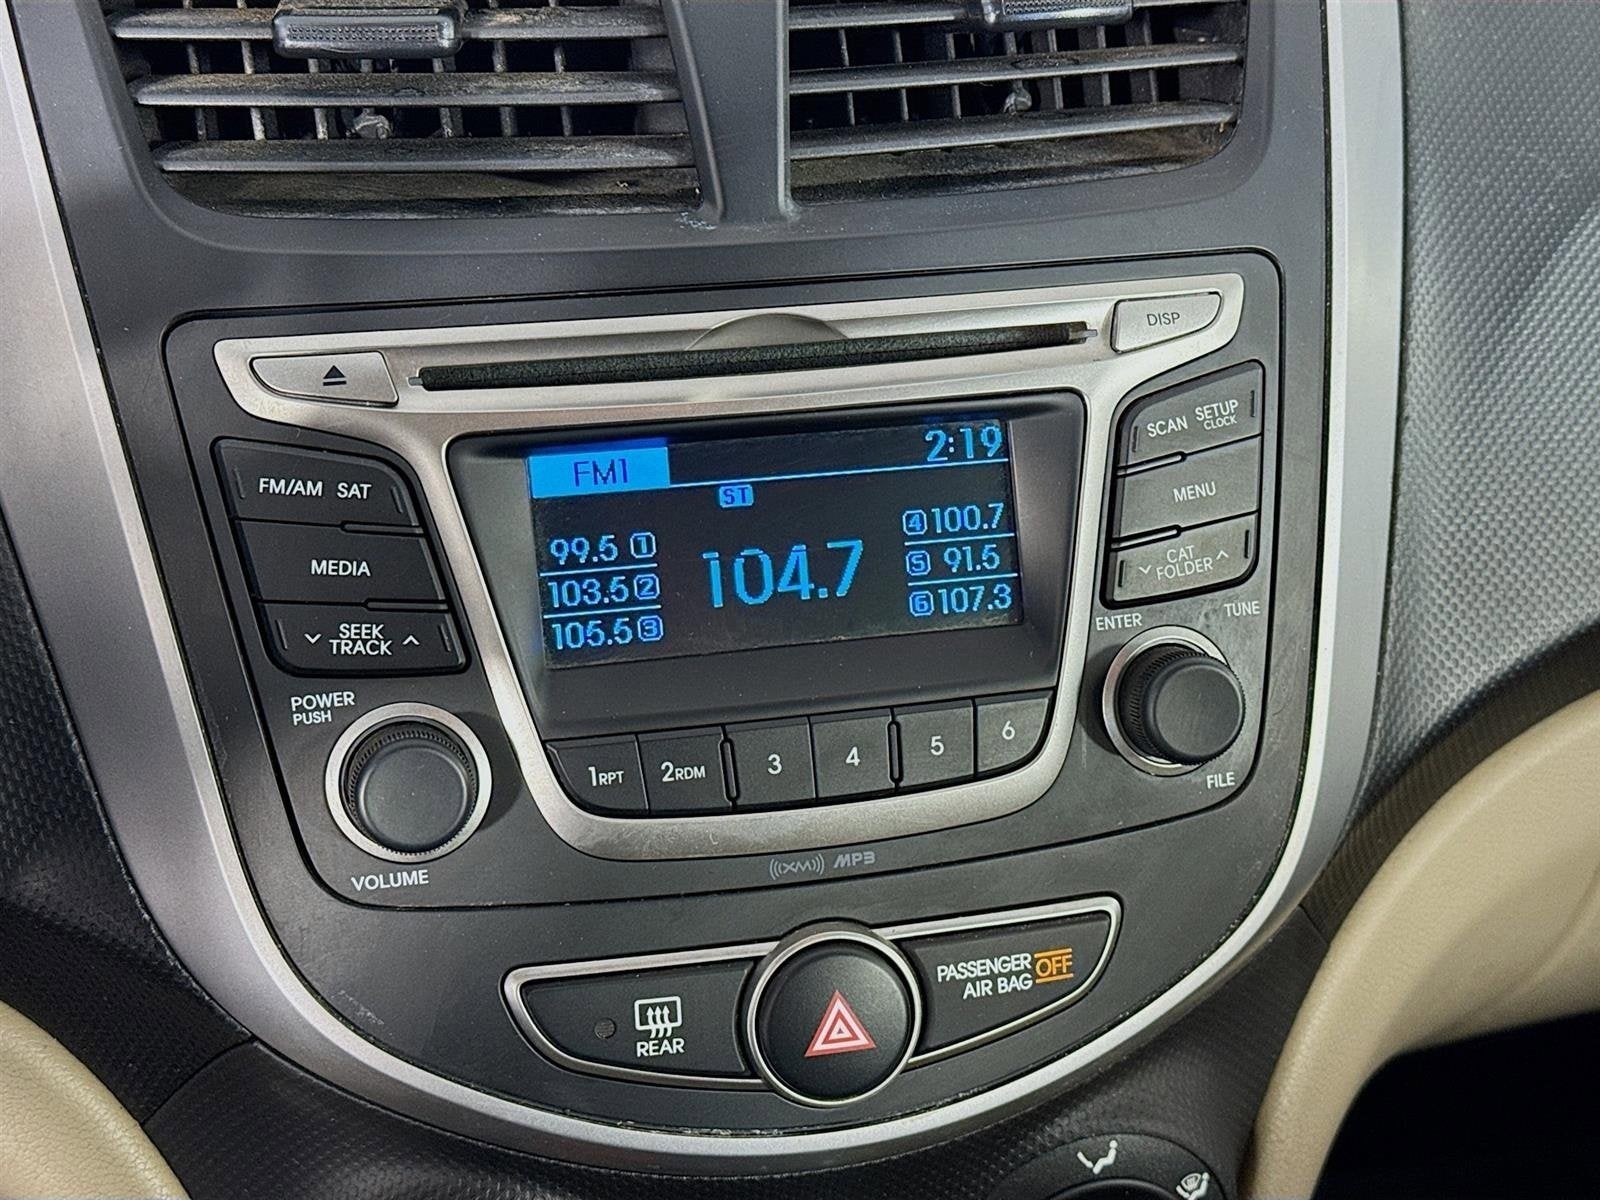 DISP
SCAN SETUP
CLOCK
FM1
2:19
ST
FM/AM SAT
MENU
99.5 1
4 100.7
MEDIA
103.5 2
104.7
5 91.5
CAT
FOLDER
105.5 3
6 107.3
SEEK
TRACK
ENTER
TUNE
POWER
PUSH
1RPT 2RDM 3 4 5 6
FILE
VOLUME
((XM)) MP3
REAR
PASSENGER
AIR BAG
OFF